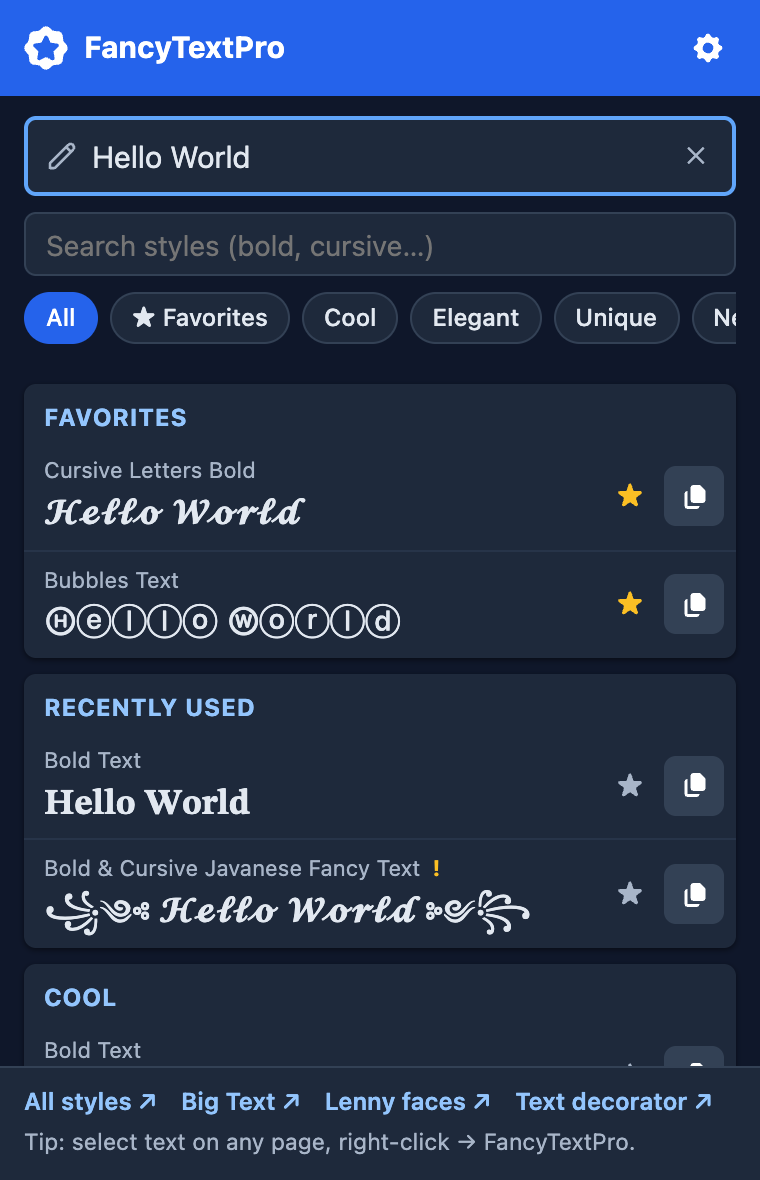 FancyTextPro
Hello World
Search styles (bold, cursive...)
All ★ Favorites Cool Elegant Unique
FAVORITES
Cursive Letters Bold
𝓗𝓮𝓵𝓵𝓸 𝓦𝓸𝓻𝓵𝓭
Bubbles Text
Ⓗⓔⓛⓛⓞ Ⓦⓞⓡⓛⓓ
RECENTLY USED
Bold Text
𝐇𝐞𝐥𝐥𝐨 𝐖𝐨𝐫𝐥𝐝
Bold & Cursive Javanese Fancy Text !
꧁༺ 𝓗𝓮𝓵𝓵𝓸 𝓦𝓸𝓻𝓵𝓭 ༻꧂
COOL
Bold Text
All styles ↗ Big Text ↗ Lenny faces ↗ Text decorator ↗
Tip: select text on any page, right-click → FancyTextPro.